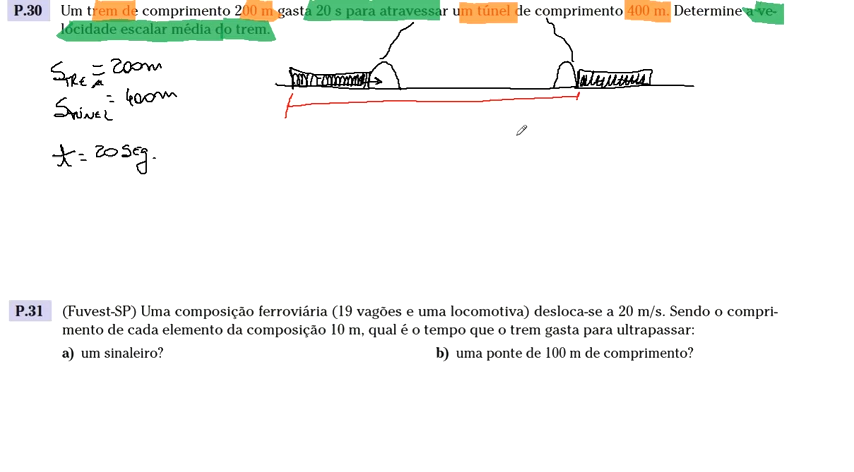 P.30 Um trem de comprimento 200 m gasta 20 s para atravessar um túnel de comprimento 400 m. Determine a ve-
locidade escalar média do trem.
STREM = 200m
STÚNEL = 400m
t = 20 seg.
P.31 (Fuvest-SP) Uma composição ferroviária (19 vagões e uma locomotiva) desloca-se a 20 m/s. Sendo o compri-
mento de cada elemento da composição 10 m, qual é o tempo que o trem gasta para ultrapassar:
a) um sinaleiro? b) uma ponte de 100 m de comprimento?